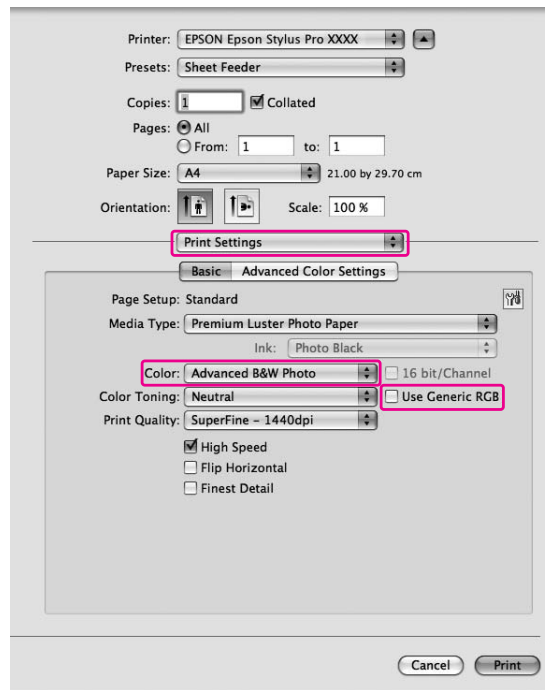 Printer: EPSON Epson Stylus Pro XXXX
Presets: Sheet Feeder
Copies: 1 Collated
Pages: All
From: 1 to: 1
Paper Size: A4 21.00 by 29.70 cm
Orientation: Scale: 100 %
Print Settings
Basic Advanced Color Settings
Page Setup: Standard
Media Type: Premium Luster Photo Paper
Ink: Photo Black
Color: Advanced B&W Photo 16 bit/Channel
Color Toning: Neutral Use Generic RGB
Print Quality: SuperFine – 1440dpi
High Speed
Flip Horizontal
Finest Detail
Cancel Print